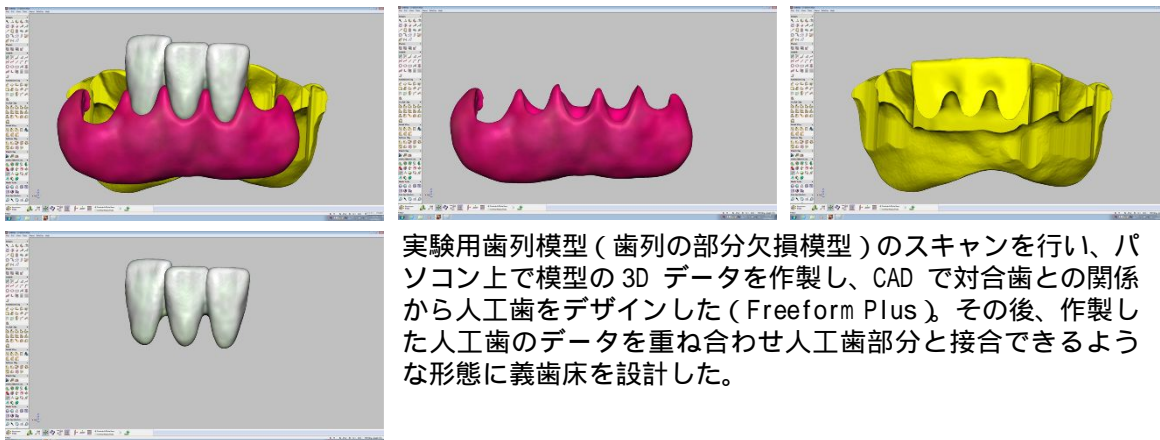 実験用歯列模型(歯列の部分欠損模型)のスキャンを行い、パ
ソコン上で模型の 3D データを作製し、CAD で対合歯との関係
から人工歯をデザインした(Freeform Plus)。その後、作製し
た人工歯のデータを重ね合わせ人工歯部分と接合できるよう
な形態に義歯床を設計した。